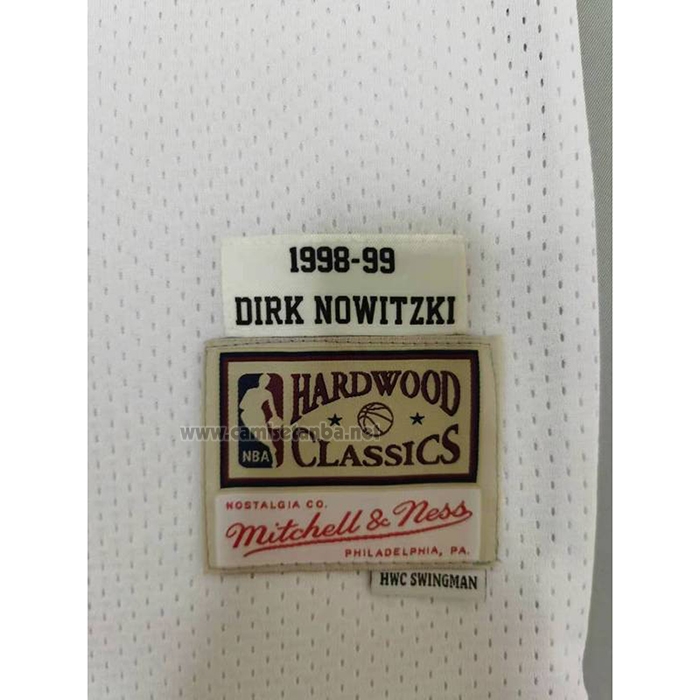 1998-99
DIRK NOWITZKI
HARDWOOD
CLASSICS
NBA
www.camisetanba.net
NOSTALGIA CO.
Mitchell & Ness
PHILADELPHIA, PA.
HWC SWINGMAN